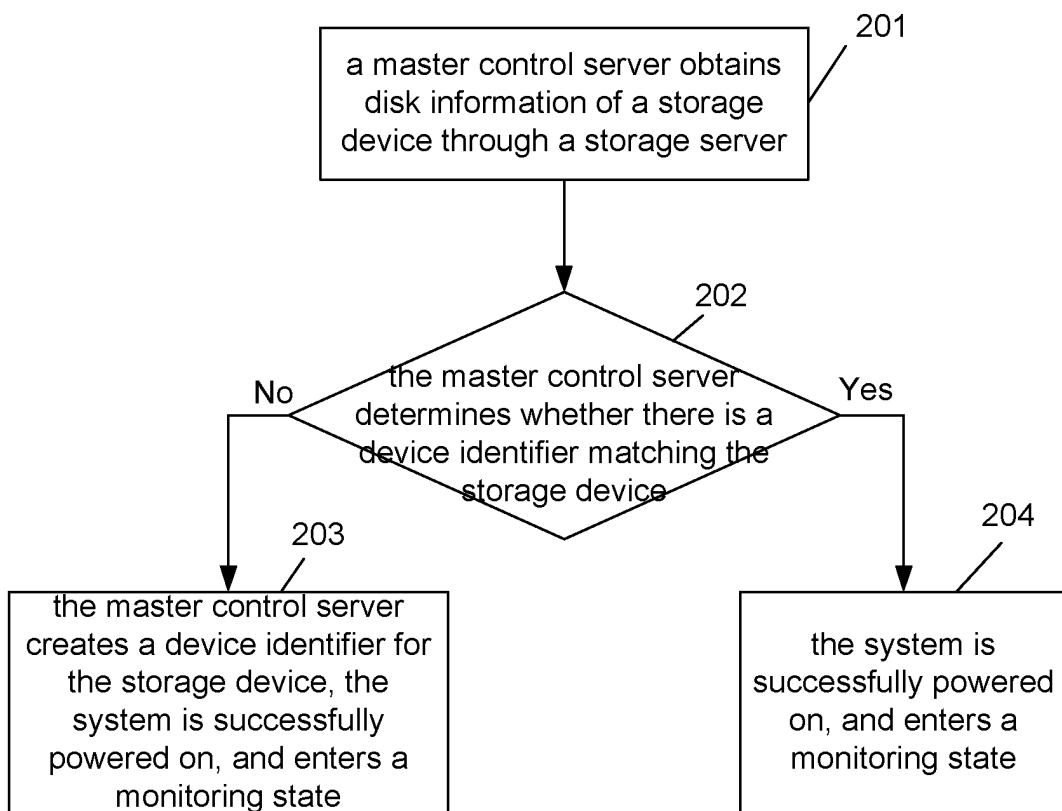 201
a master control server obtains
disk information of a storage
device through a storage server
202
the master control server
determines whether there is a
device identifier matching the
storage device
No
Yes
203
the master control server
creates a device identifier for
the storage device, the
system is successfully
powered on, and enters a
monitoring state
204
the system is
successfully powered
on, and enters a
monitoring state